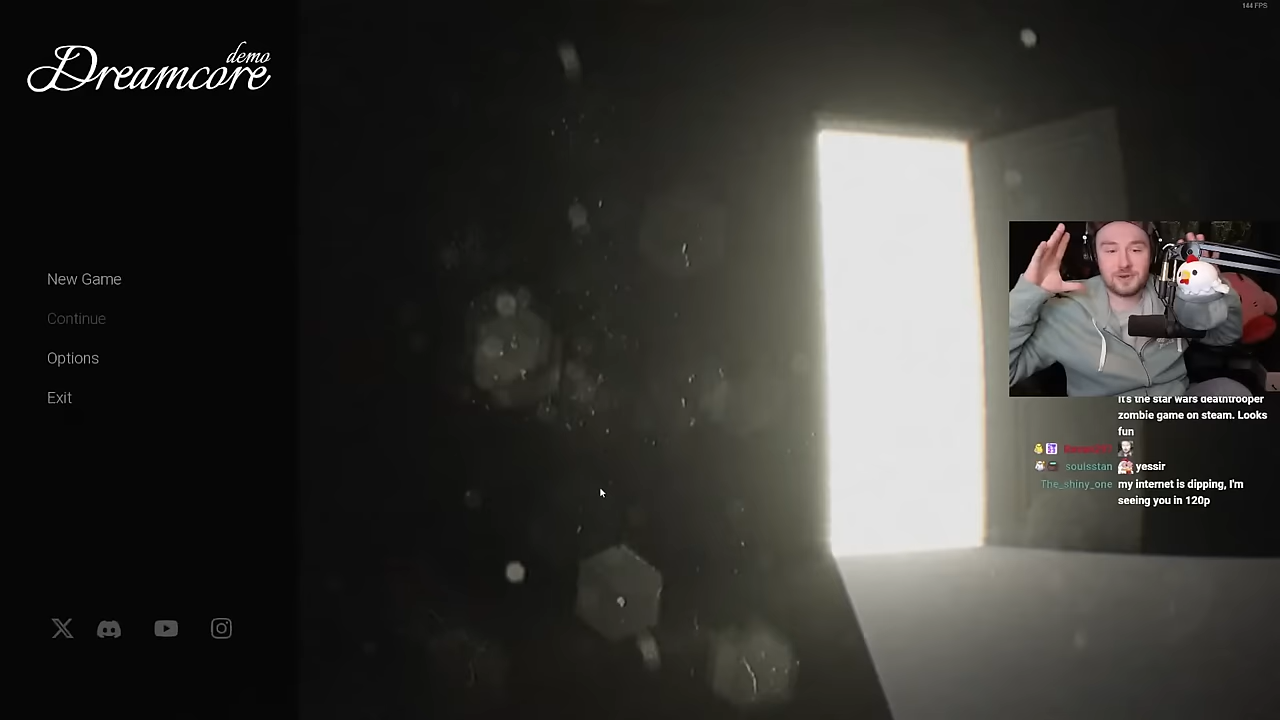 144 FPS
demo
Dreamcore
New Game
Continue
Options
Exit
it's the star wars deathtrooper
zombie game on steam. Looks
fun
soulsstan yessir
The_shiny_one my internet is dipping, I'm
seeing you in 120p